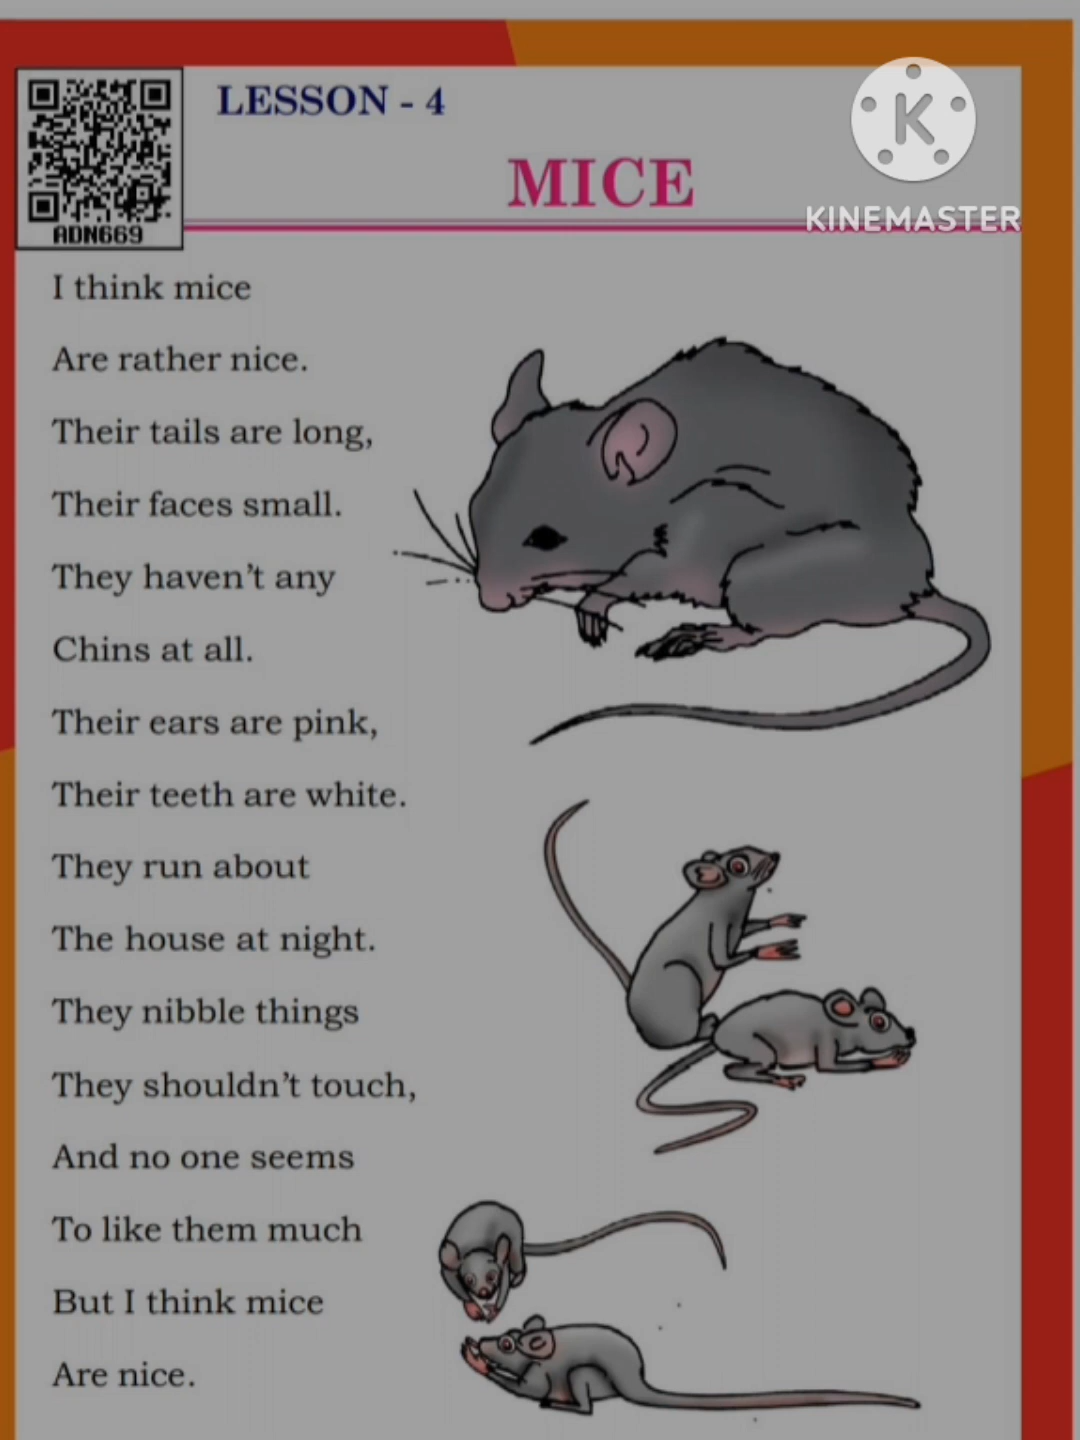 LESSON - 4
MICE
K
KINEMASTER
ADN669
I think mice
Are rather nice.
Their tails are long,
Their faces small.
They haven't any
Chins at all.
Their ears are pink,
Their teeth are white.
They run about
The house at night.
They nibble things
They shouldn't touch,
And no one seems
To like them much
But I think mice
Are nice.